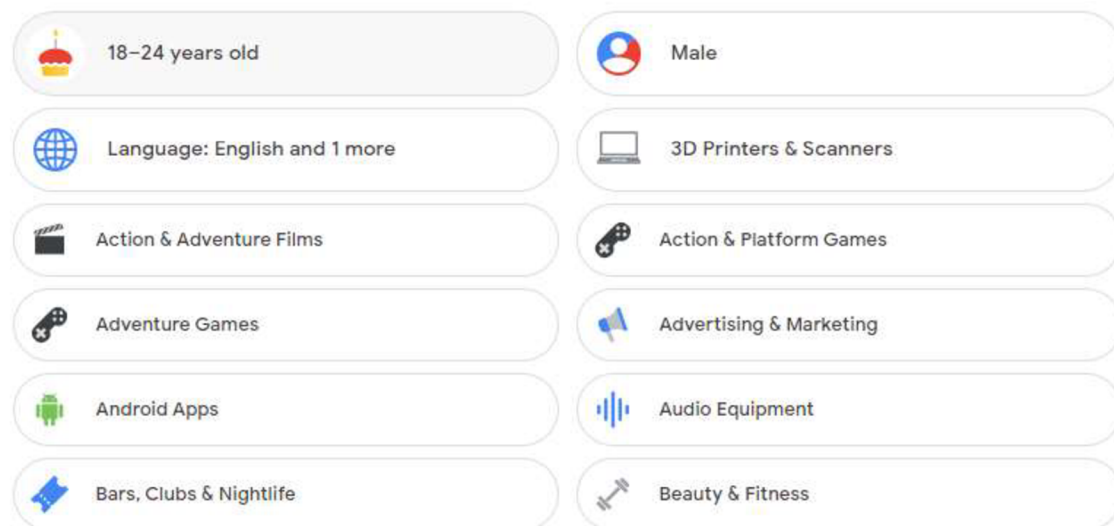 18–24 years old
Male
Language: English and 1 more
3D Printers & Scanners
Action & Adventure Films
Action & Platform Games
Adventure Games
Advertising & Marketing
Android Apps
Audio Equipment
Bars, Clubs & Nightlife
Beauty & Fitness